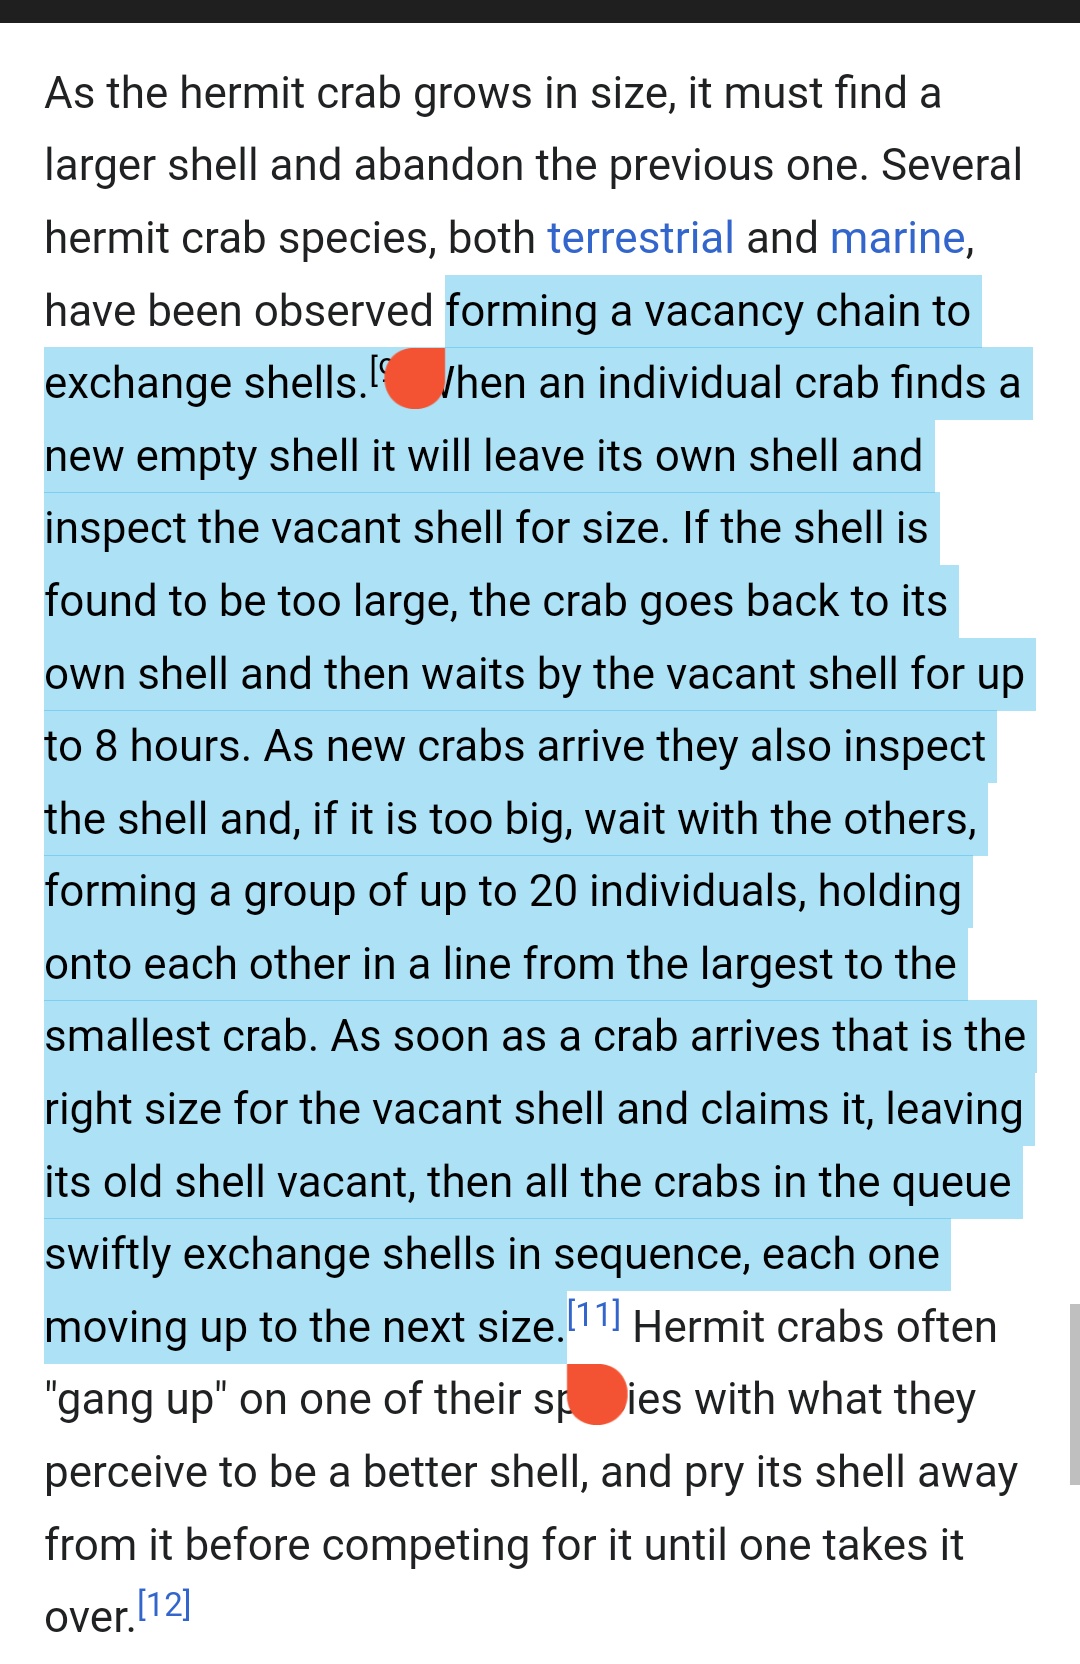 As the hermit crab grows in size, it must find a
larger shell and abandon the previous one. Several
hermit crab species, both terrestrial and marine,
have been observed forming a vacancy chain to
exchange shells. When an individual crab finds a
new empty shell it will leave its own shell and
inspect the vacant shell for size. If the shell is
found to be too large, the crab goes back to its
own shell and then waits by the vacant shell for up
to 8 hours. As new crabs arrive they also inspect
the shell and, if it is too big, wait with the others,
forming a group of up to 20 individuals, holding
onto each other in a line from the largest to the
smallest crab. As soon as a crab arrives that is the
right size for the vacant shell and claims it, leaving
its old shell vacant, then all the crabs in the queue
swiftly exchange shells in sequence, each one
moving up to the next size.[11] Hermit crabs often
"gang up" on one of their species with what they
perceive to be a better shell, and pry its shell away
from it before competing for it until one takes it
over.[12]